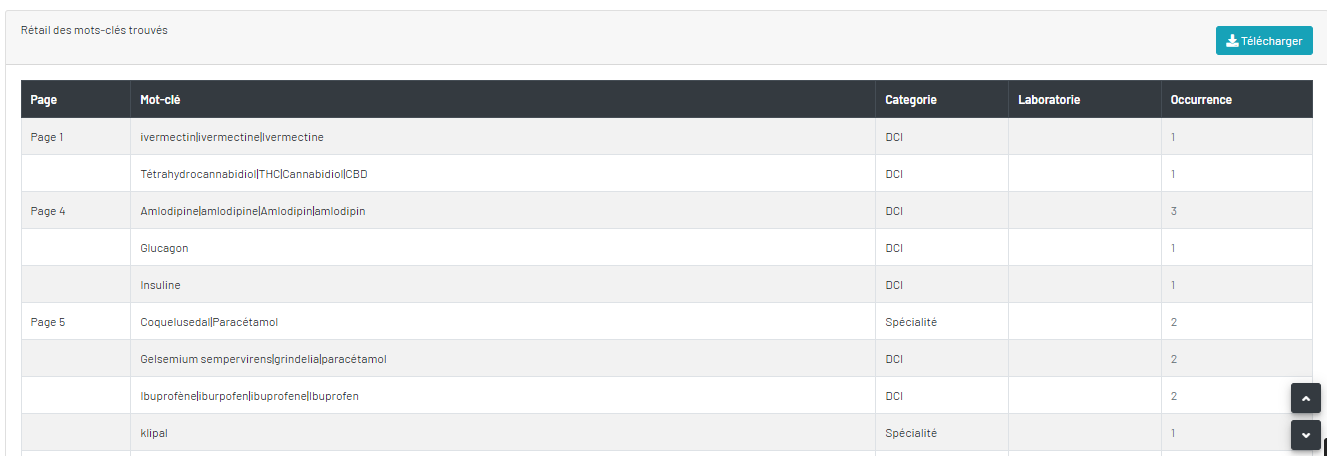 Rétail des mots-clés trouvés
Télécharger
Page Mot-clé Categorie Laboratorie Occurrence
Page 1 ivermectin|ivermectine|Ivermectine DCI 1
Tétrahydrocannabidiol|THC|Cannabidiol|CBD DCI 1
Page 4 Amlodipine|amlodipine|Amlodipin|amlodipin DCI 3
Glucagon DCI 1
Insuline DCI 1
Page 5 Coquelusedal|Paracétamol Spécialité 2
Gelsemium sempervirens|grindelia|paracétamol DCI 2
Ibuprofène|iburpofen|ibuprofene|Ibuprofen DCI 2
klipal Spécialité 1